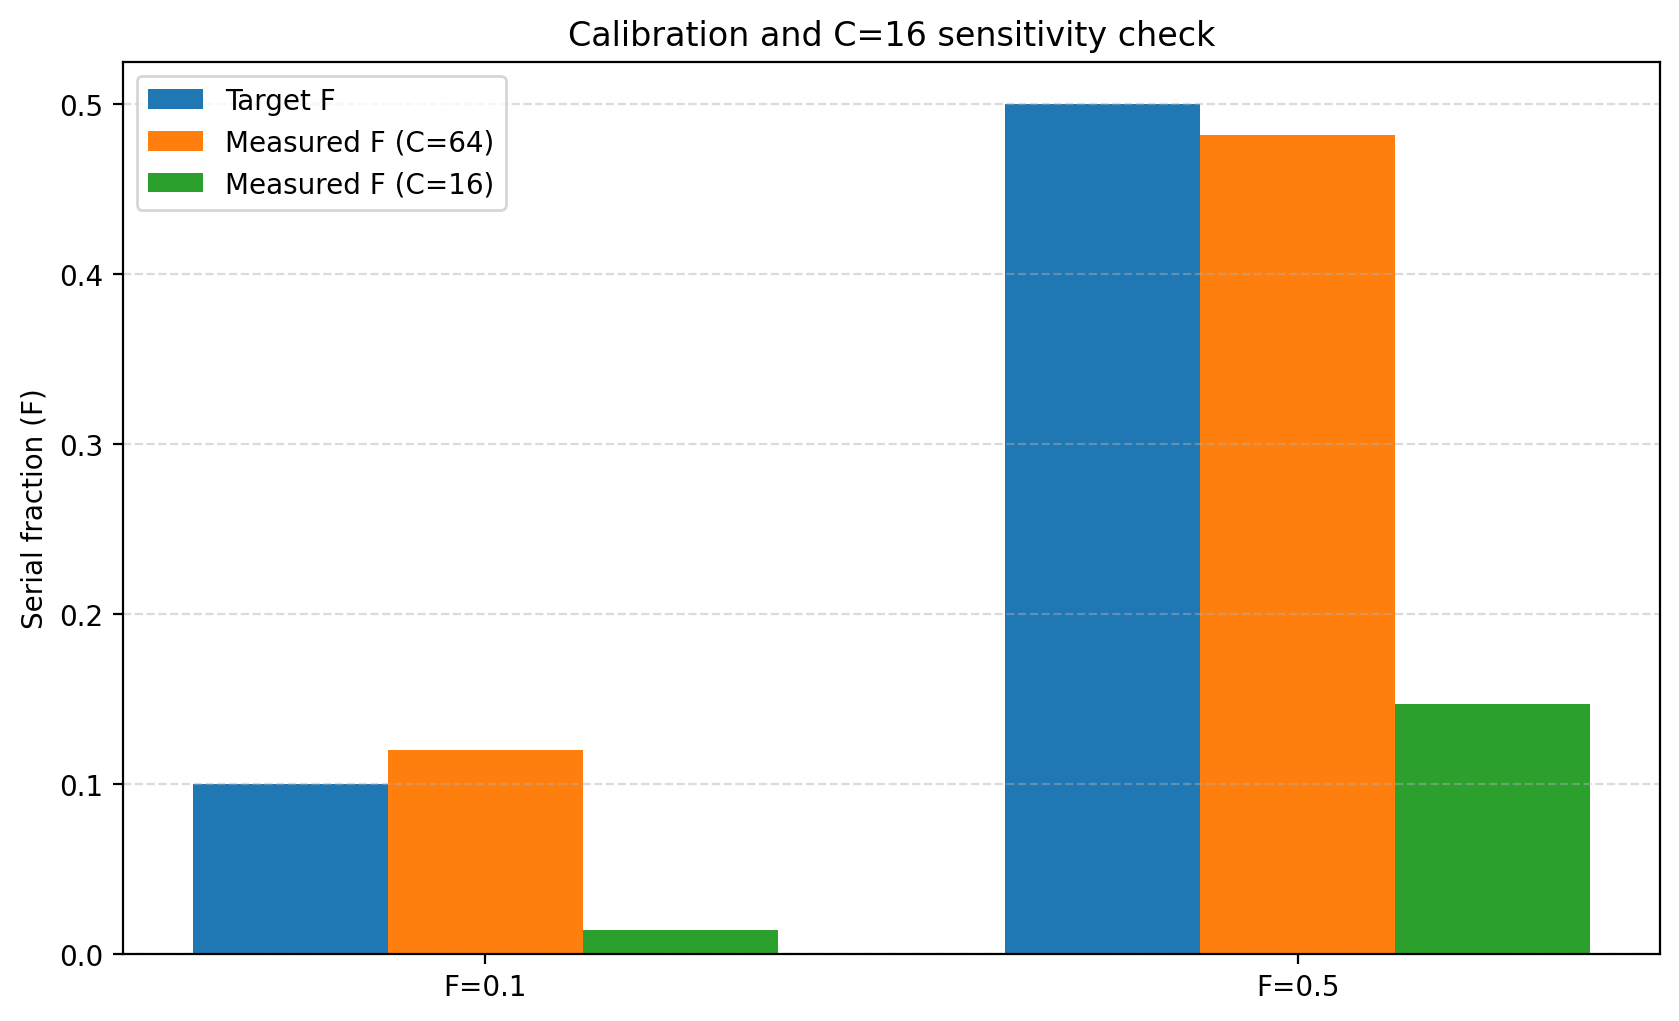 Calibration and C=16 sensitivity check
Target F
Measured F (C=64)
Measured F (C=16)
Serial fraction (F)
0.5
0.4
0.3
0.2
0.1
0.0
F=0.1
F=0.5